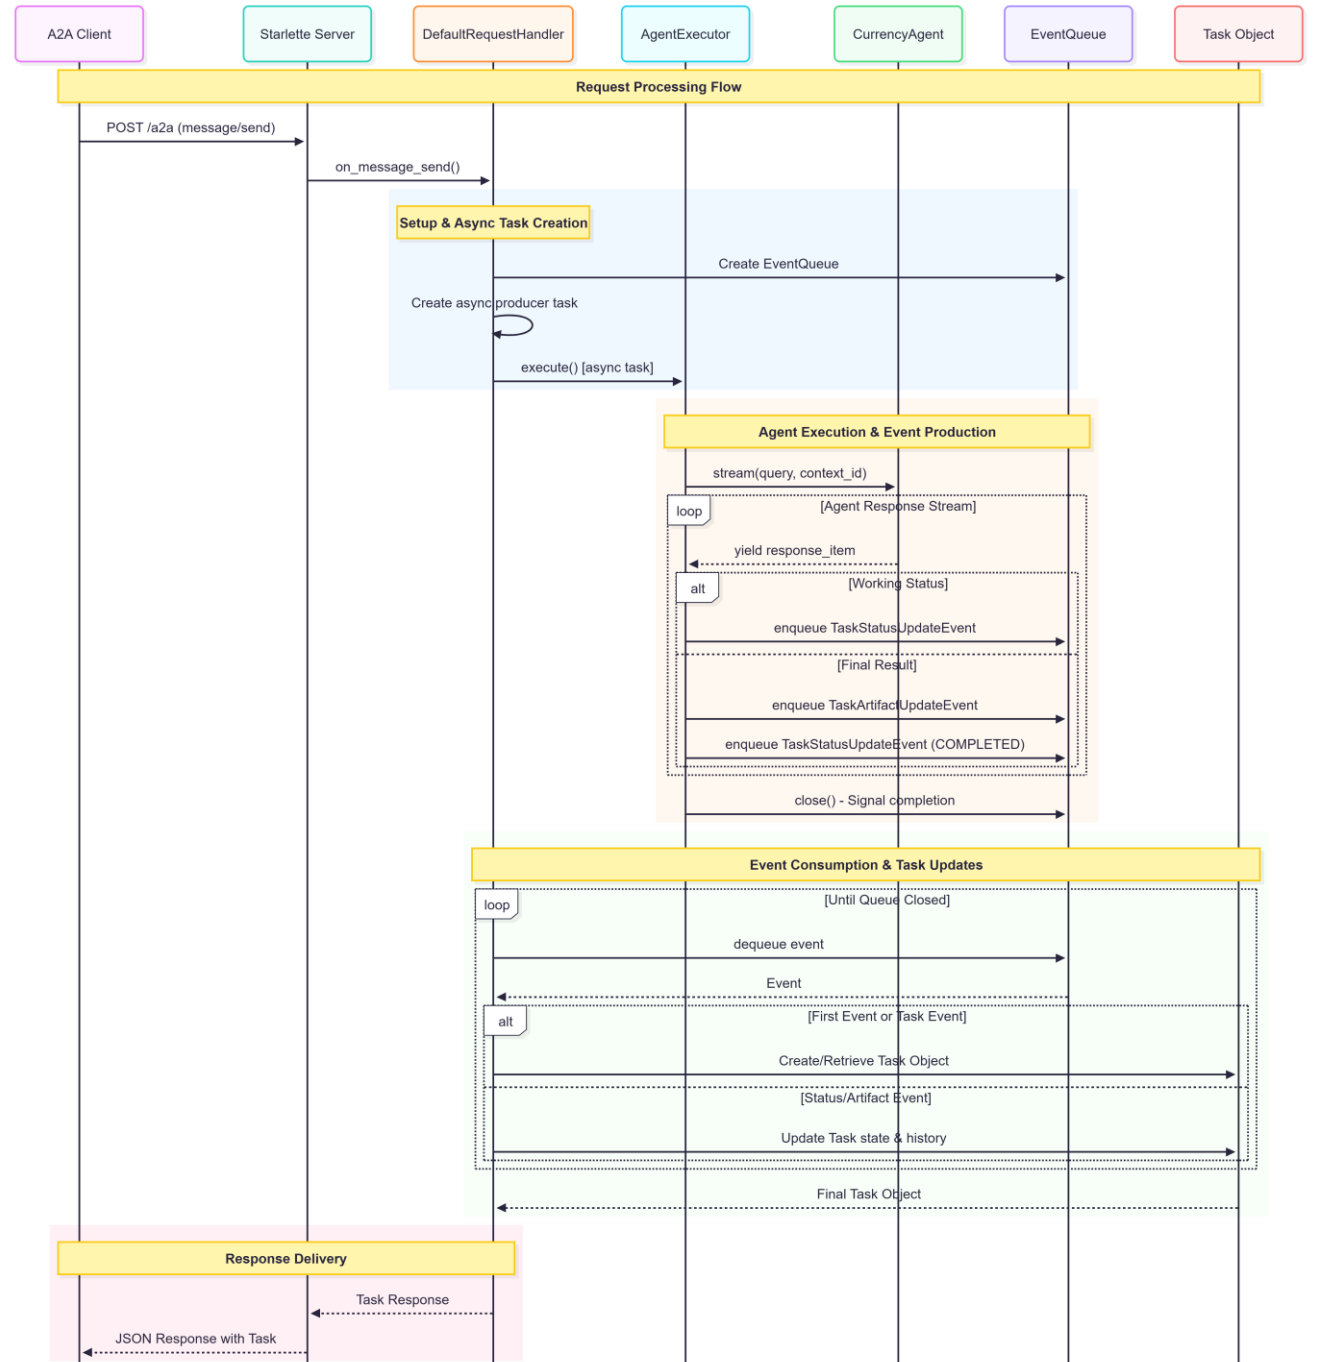 A2A Client
Starlette Server
DefaultRequestHandler
AgentExecutor
CurrencyAgent
EventQueue
Task Object
Request Processing Flow
POST /a2a (message/send)
on_message_send()
Setup & Async Task Creation
Create EventQueue
Create async producer task
execute() [async task]
Agent Execution & Event Production
stream(query, context_id)
loop
[Agent Response Stream]
yield response_item
alt
[Working Status]
enqueue TaskStatusUpdateEvent
[Final Result]
enqueue TaskArtifactUpdateEvent
enqueue TaskStatusUpdateEvent (COMPLETED)
close() - Signal completion
Event Consumption & Task Updates
loop
[Until Queue Closed]
dequeue event
Event
alt
[First Event or Task Event]
Create/Retrieve Task Object
[Status/Artifact Event]
Update Task state & history
Final Task Object
Response Delivery
Task Response
JSON Response with Task